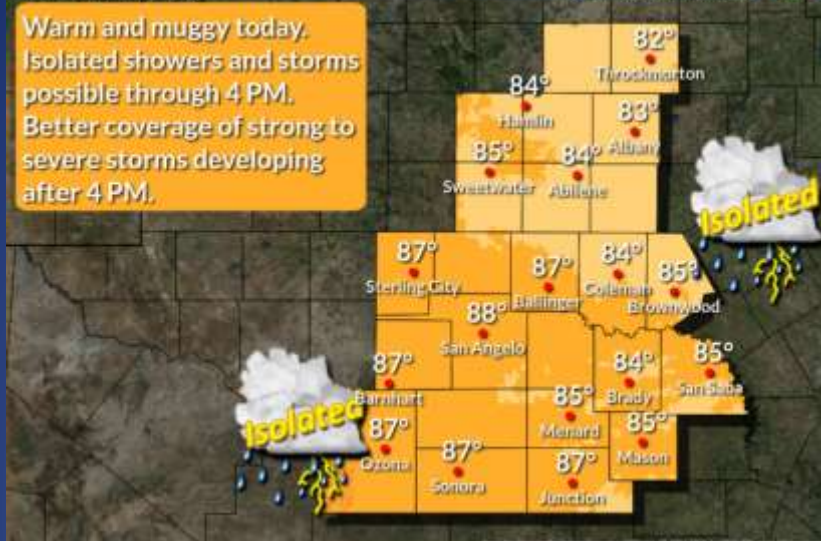 Warm and muggy today.
Isolated showers and storms
possible through 4 PM.
Better coverage of strong to
severe storms developing
after 4 PM.
82°
Throckmorton
84°
Hamlin
83°
Albany
85°
Sweetwater
84°
Abilene
Isolated
87°
Sterling City
87°
Ballinger
84°
Coleman
85°
Brownwood
88°
San Angelo
87°
Barnhart
84°
Brady
85°
San Saba
Isolated
87°
Ozona
87°
Sonora
85°
Menard
85°
Mason
87°
Junction